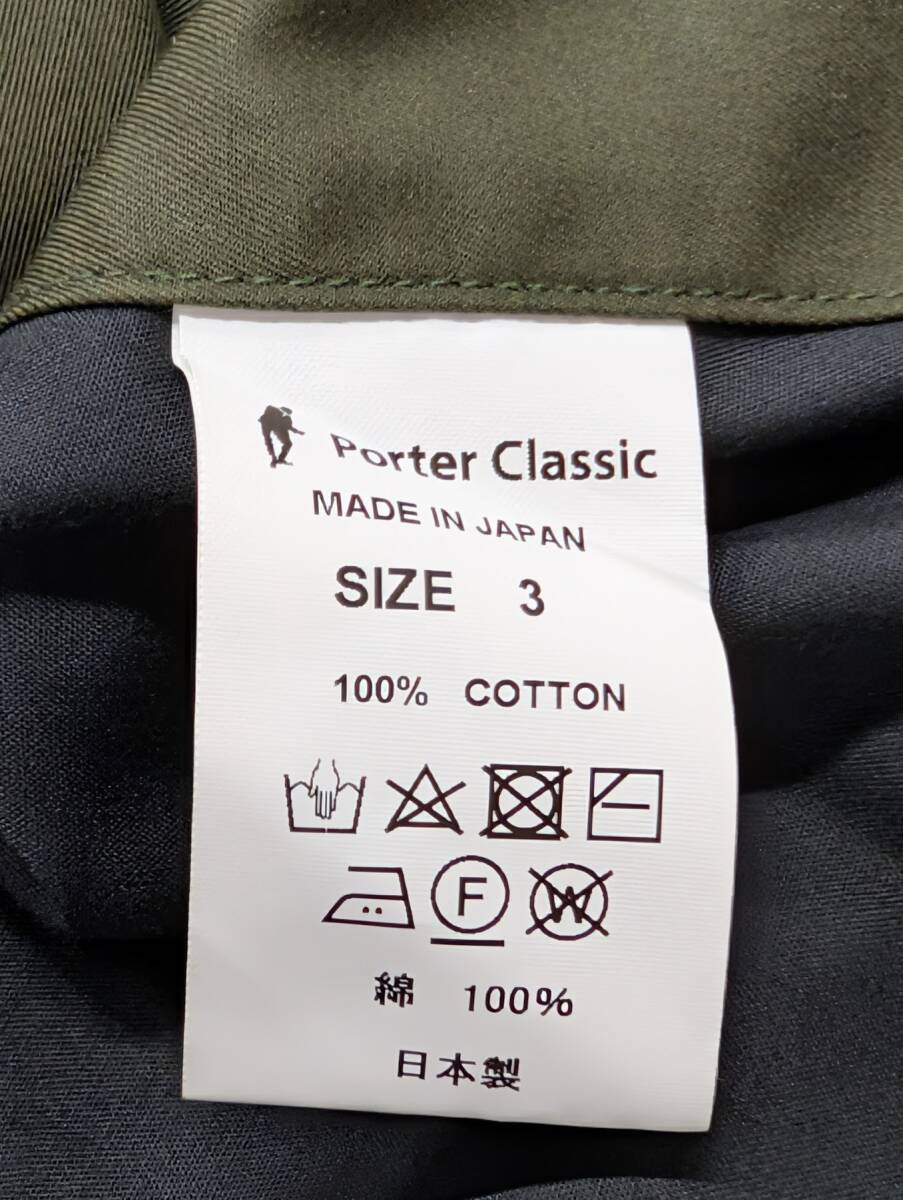 Porter Classic
MADE IN JAPAN
SIZE 3
100% COTTON
F W
綿 100%
日本製